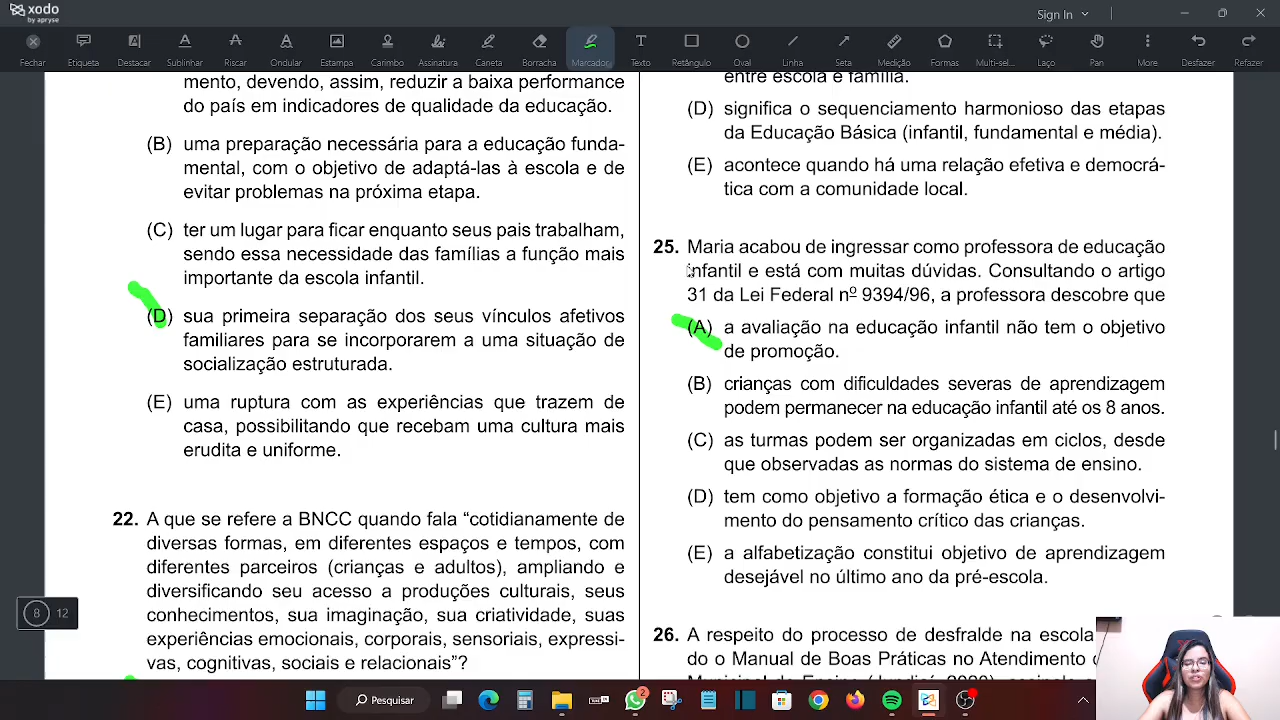 xodo
by apryse
Sign In
Fechar
Etiqueta
Destacar
Sublinhar
Riscar
Ondular
Estampa
Carimbo
Assinatura
Caneta
Borracha
Marcador
Texto
Retângulo
Oval
Linha
Seta
Medir
Polígono
Multi-sel...
Laço
Pan
More
Desfazer
Refazer
mento, devendo, assim, reduzir a baixa performance
do país em indicadores de qualidade da educação.
(B) uma preparação necessária para a educação funda-
mental, com o objetivo de adaptá-las à escola e de
evitar problemas na próxima etapa.
(C) ter um lugar para ficar enquanto seus pais trabalham,
sendo essa necessidade das famílias a função mais
importante da escola infantil.
(D) sua primeira separação dos seus vínculos afetivos
familiares para se incorporarem a uma situação de
socialização estruturada.
(E) uma ruptura com as experiências que trazem de
casa, possibilitando que recebam uma cultura mais
erudita e uniforme.
22. A que se refere a BNCC quando fala “cotidianamente de
diversas formas, em diferentes espaços e tempos, com
diferentes parceiros (crianças e adultos), ampliando e
diversificando seu acesso a produções culturais, seus
conhecimentos, sua imaginação, sua criatividade, suas
experiências emocionais, corporais, sensoriais, expressi-
vas, cognitivas, sociais e relacionais”?
entre escola e família.
(D) significa o sequenciamento harmonioso das etapas
da Educação Básica (infantil, fundamental e média).
(E) acontece quando há uma relação efetiva e democrá-
tica com a comunidade local.
25. Maria acabou de ingressar como professora de educação
infantil e está com muitas dúvidas. Consultando o artigo
31 da Lei Federal nº 9394/96, a professora descobre que
(A) a avaliação na educação infantil não tem o objetivo
de promoção.
(B) crianças com dificuldades severas de aprendizagem
podem permanecer na educação infantil até os 8 anos.
(C) as turmas podem ser organizadas em ciclos, desde
que observadas as normas do sistema de ensino.
(D) tem como objetivo a formação ética e o desenvolvi-
mento do pensamento crítico das crianças.
(E) a alfabetização constitui objetivo de aprendizagem
desejável no último ano da pré-escola.
26. A respeito do processo de desfralde na escola
do o Manual de Boas Práticas no Atendimento
Municipal de Ensino
8 12
Pesquisar
2